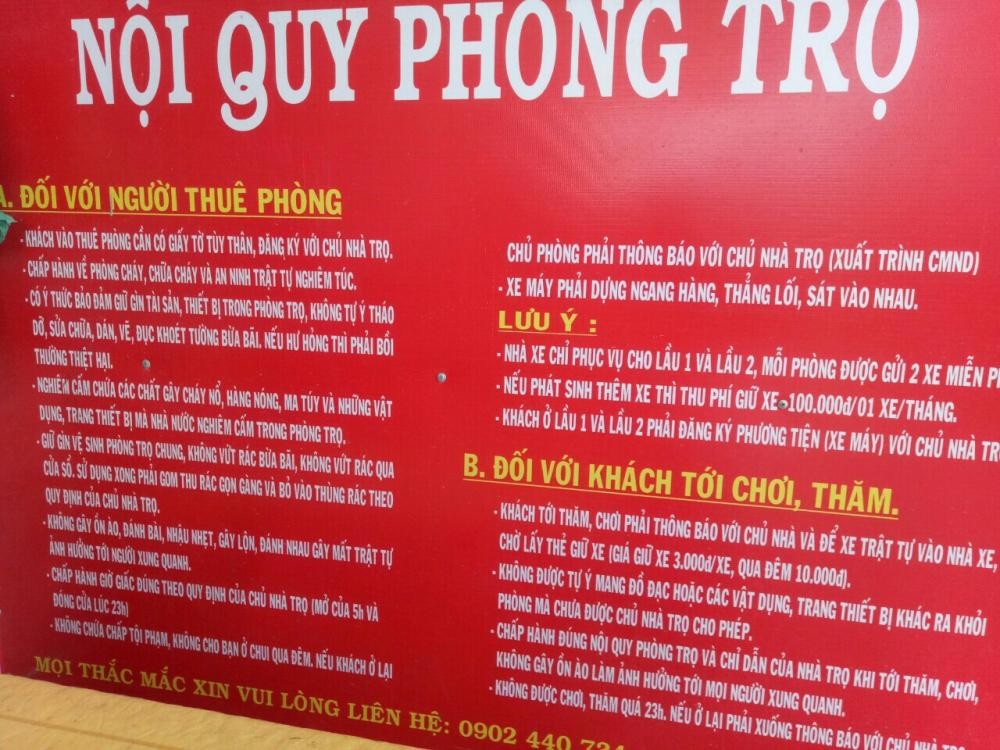 NỘI QUY PHÒNG TRỌ
A. ĐỐI VỚI NGƯỜI THUÊ PHÒNG
- KHÁCH VÀO THUÊ PHÒNG CẦN CÓ GIẤY TỜ TÙY THÂN, ĐĂNG KÝ VỚI CHỦ NHÀ TRỌ.
- CHẤP HÀNH VỀ PHÒNG CHÁY, CHỮA CHÁY VÀ AN NINH TRẬT TỰ NGHIÊM TÚC.
- CÓ Ý THỨC BẢO ĐẢM GIỮ GÌN TÀI SẢN, THIẾT BỊ TRONG PHÒNG TRỌ, KHÔNG TỰ Ý THÁO
DỠ, SỬA CHỮA, DÁN, VẼ, ĐỤC KHOÉT TƯỜNG BỪA BÃI. NẾU HƯ HỎNG THÌ PHẢI BỒI
THƯỜNG THIỆT HẠI.
- NGHIÊM CẤM CHỨA CÁC CHẤT GÂY CHÁY NỔ, HÀNG NÓNG, MA TÚY VÀ NHỮNG VẬT
DỤNG, TRANG THIẾT BỊ MÀ NHÀ NƯỚC NGHIÊM CẤM TRONG PHÒNG TRỌ.
- GIỮ GÌN VỆ SINH PHÒNG TRỌ CHUNG, KHÔNG VỨT RÁC BỪA BÃI, KHÔNG VỨT RÁC QUA
CỬA SỔ. SỬ DỤNG XONG PHẢI GOM THU RÁC GỌN GÀNG VÀ BỎ VÀO THÙNG RÁC THEO
QUY ĐỊNH CỦA CHỦ NHÀ TRỌ.
- KHÔNG GÂY ỒN ÀO, ĐÁNH BÀI, NHẬU NHẸT, GÂY LỘN, ĐÁNH NHAU GÂY MẤT TRẬT TỰ
ẢNH HƯỞNG TỚI NGƯỜI XUNG QUANH.
- CHẤP HÀNH GIỜ GIẤC ĐÚNG THEO QUY ĐỊNH CỦA CHỦ NHÀ TRỌ (MỞ CỬA 5h VÀ
ĐÓNG CỬA LÚC 23h)
- KHÔNG CHỨA CHẤP TỘI PHẠM, KHÔNG CHO BẠN Ở CHUI QUA ĐÊM. NẾU KHÁCH Ở LẠI
CHỦ PHÒNG PHẢI THÔNG BÁO VỚI CHỦ NHÀ TRỌ (XUẤT TRÌNH CMND)
- XE MÁY PHẢI DỰNG NGANG HÀNG, THẲNG LỐI, SÁT VÀO NHAU.
LƯU Ý :
- NHÀ XE CHỈ PHỤC VỤ CHO LẦU 1 VÀ LẦU 2, MỖI PHÒNG ĐƯỢC GỬI 2 XE MIỄN
- NẾU PHÁT SINH THÊM XE THÌ THU PHÍ GIỮ XE 100.000đ/01 XE/THÁNG.
- KHÁCH Ở LẦU 1 VÀ LẦU 2 PHẢI ĐĂNG KÝ PHƯƠNG TIỆN (XE MÁY) VỚI CHỦ NHÀ
B. ĐỐI VỚI KHÁCH TỚI CHƠI, THĂM.
- KHÁCH TỚI THĂM, CHƠI PHẢI THÔNG BÁO VỚI CHỦ NHÀ VÀ ĐỂ XE TRẬT TỰ VÀO NHÀ XE,
CHỜ LẤY THẺ GIỮ XE (GIÁ GIỮ XE 3.000đ/XE, QUA ĐÊM 10.000đ).
- KHÔNG ĐƯỢC TỰ Ý MANG ĐỒ ĐẠC HOẶC CÁC VẬT DỤNG, TRANG THIẾT BỊ KHÁC RA KHỎI
PHÒNG MÀ CHƯA ĐƯỢC CHỦ NHÀ TRỌ CHO PHÉP.
- CHẤP HÀNH ĐÚNG NỘI QUY PHÒNG TRỌ VÀ CHỈ DẪN CỦA NHÀ TRỌ KHI TỚI THĂM, CHƠI,
KHÔNG GÂY ỒN ÀO LÀM ẢNH HƯỞNG TỚI MỌI NGƯỜI XUNG QUANH.
- KHÔNG ĐƯỢC CHƠI, THĂM QUÁ 23h. NẾU Ở LẠI PHẢI XUỐNG THÔNG BÁO VỚI CHỦ NHÀ
MỌI THẮC MẮC XIN VUI LÒNG LIÊN HỆ: 0902 440